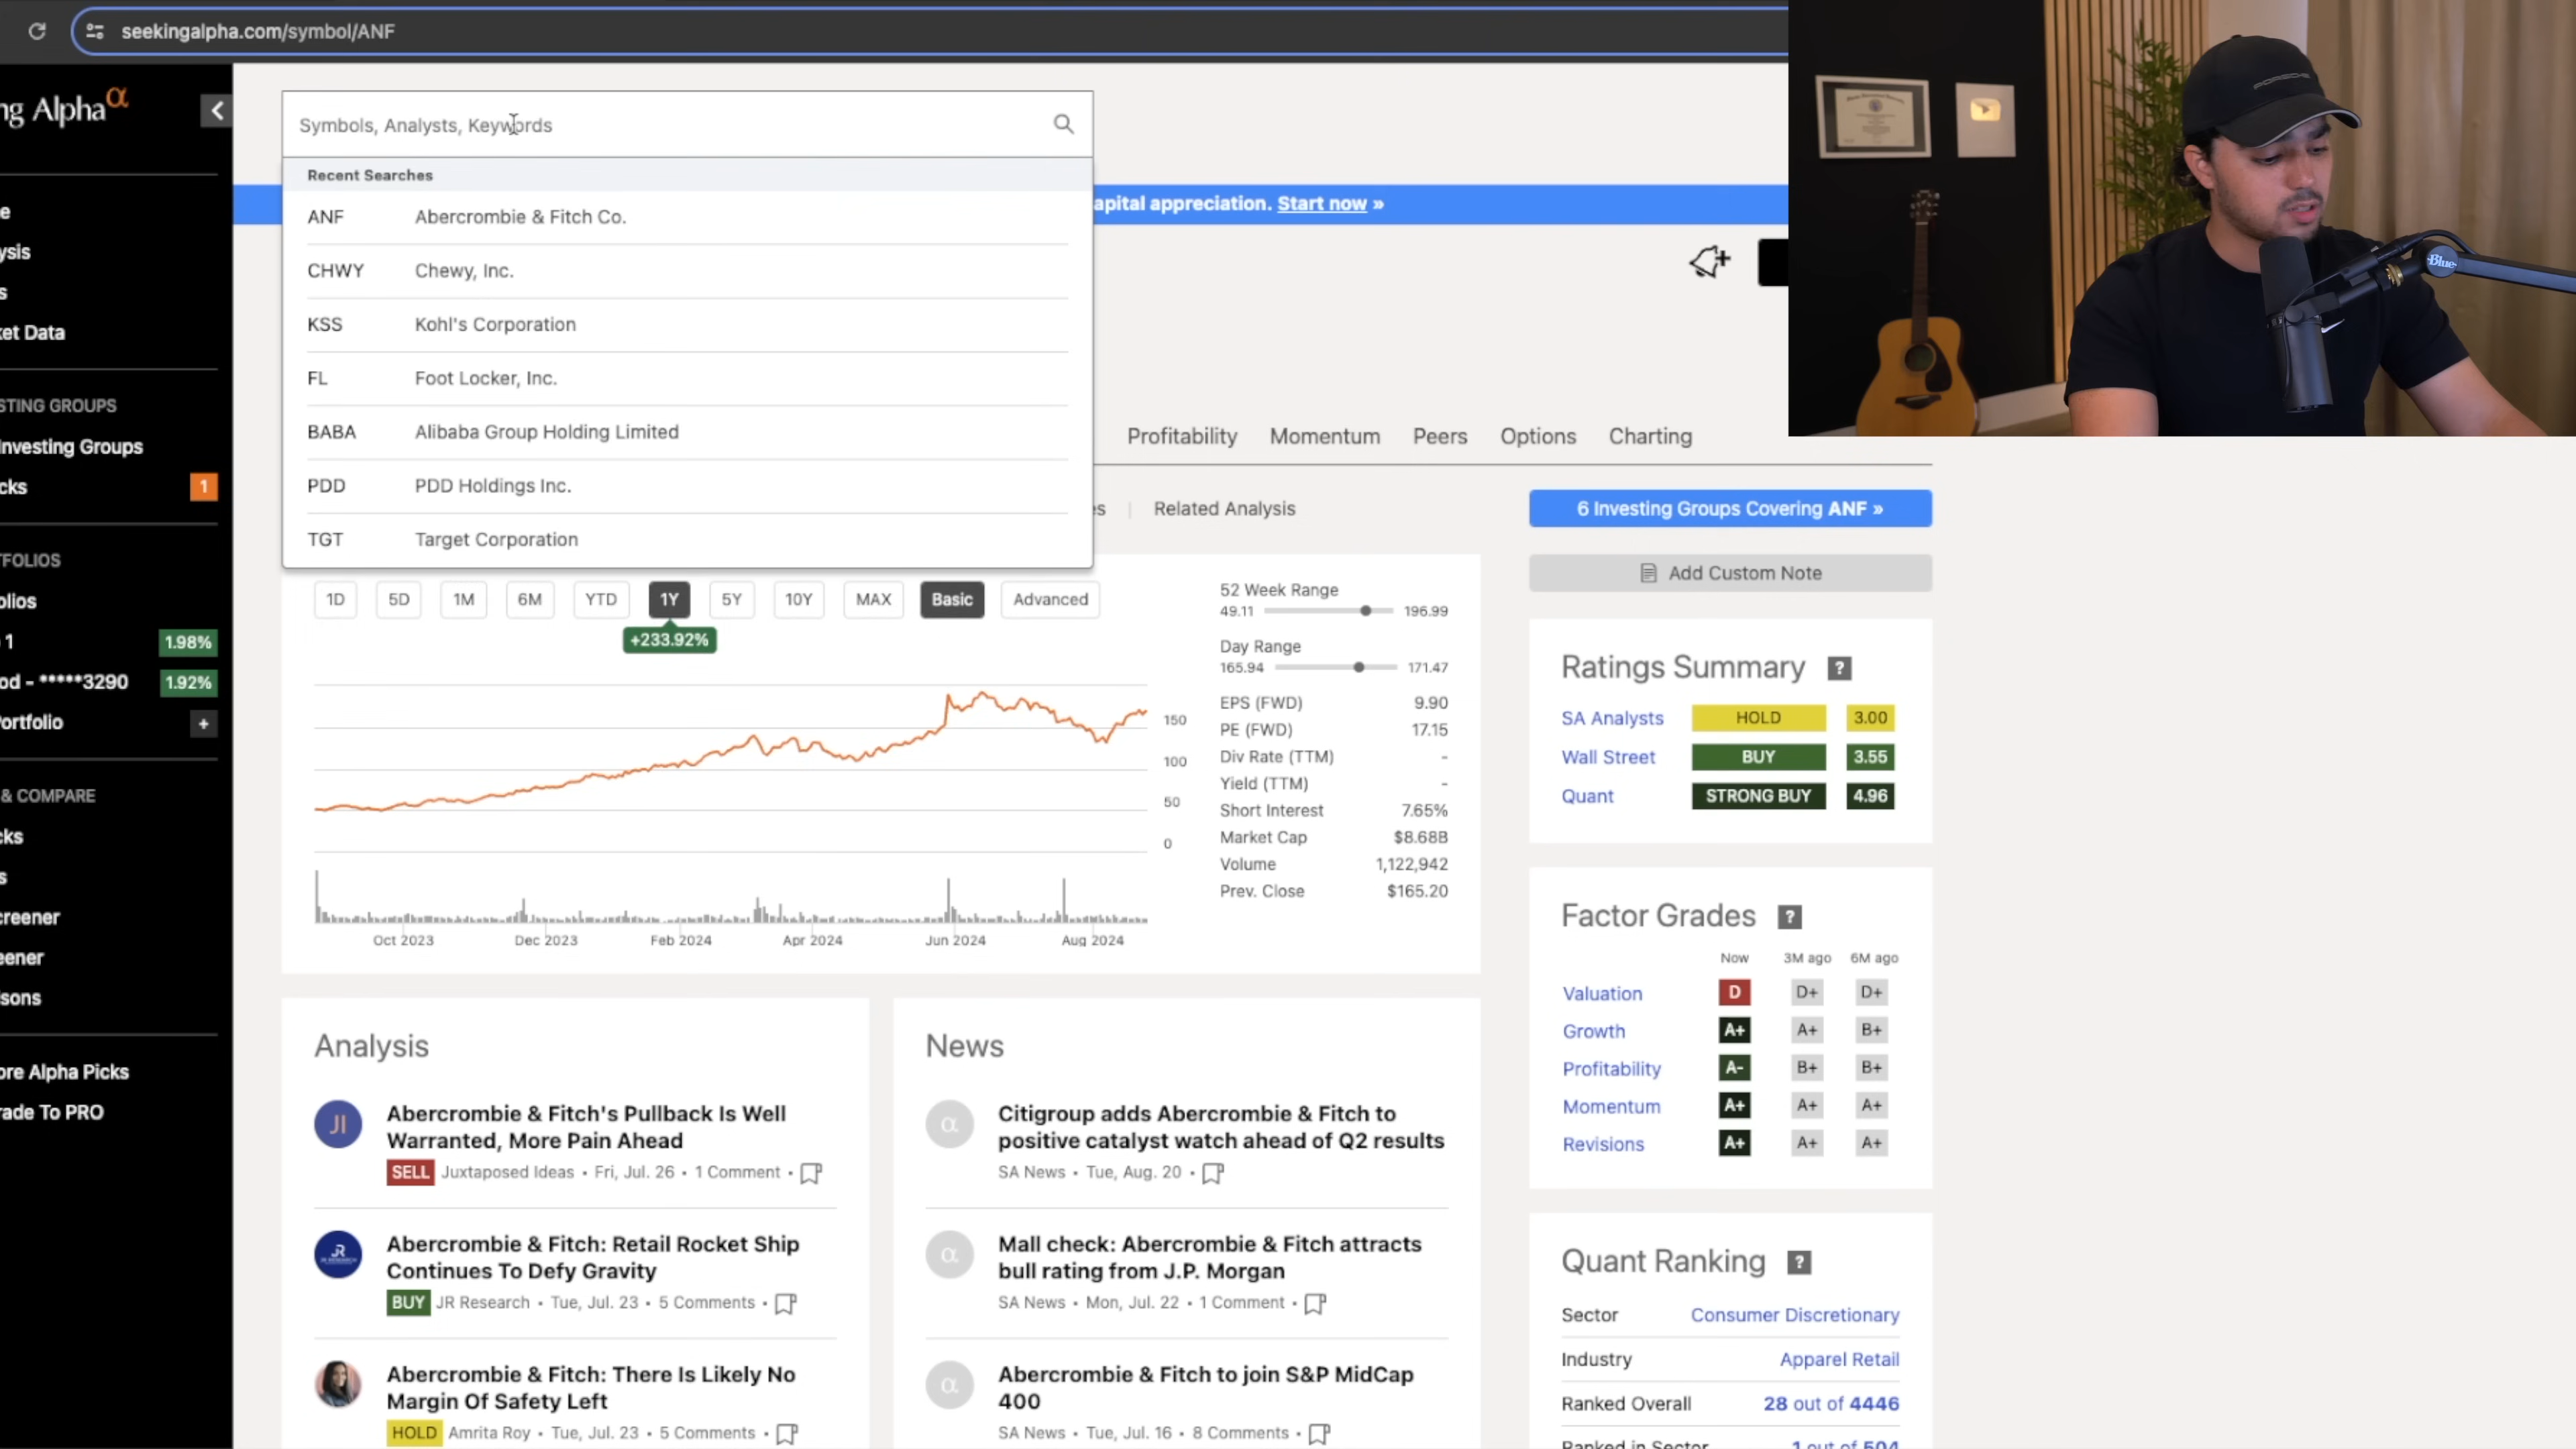 seekingalpha.com/symbol/ANF
ng Alphaα
Symbols, Analysts, Keywords
Recent Searches
ANF Abercrombie & Fitch Co.
CHWY Chewy, Inc.
KSS Kohl's Corporation
FL Foot Locker, Inc.
BABA Alibaba Group Holding Limited
PDD PDD Holdings Inc.
TGT Target Corporation
apital appreciation. Start now »
e
ysis
s
ket Data
STING GROUPS
Investing Groups
cks 1
TFOLIOS
olios
1 1.98%
od - *****3290 1.92%
ortfolio +
& COMPARE
cks
s
creener
eener
isons
ore Alpha Picks
rade To PRO
Profitability Momentum Peers Options Charting
es | Related Analysis
6 Investing Groups Covering ANF »
Add Custom Note
1D 5D 1M 6M YTD 1Y 5Y 10Y MAX Basic Advanced
+233.92%
150
100
50
0
Oct 2023 Dec 2023 Feb 2024 Apr 2024 Jun 2024 Aug 2024
52 Week Range
49.11 196.99
Day Range
165.94 171.47
EPS (FWD) 9.90
PE (FWD) 17.15
Div Rate (TTM) -
Yield (TTM) -
Short Interest 7.65%
Market Cap $8.68B
Volume 1,122,942
Prev. Close $165.20
Ratings Summary ?
SA Analysts HOLD 3.00
Wall Street BUY 3.55
Quant STRONG BUY 4.96
Factor Grades ?
Now 3M ago 6M ago
Valuation D D+ D+
Growth A+ A+ B+
Profitability A- B+ B+
Momentum A+ A+ A+
Revisions A+ A+ A+
Quant Ranking ?
Sector Consumer Discretionary
Industry Apparel Retail
Ranked Overall 28 out of 4446
Ranked in Sector 1 out of 504
Analysis
JI
Abercrombie & Fitch's Pullback Is Well
Warranted, More Pain Ahead
SELL Juxtaposed Ideas • Fri, Jul. 26 • 1 Comment •
JR
Abercrombie & Fitch: Retail Rocket Ship
Continues To Defy Gravity
BUY JR Research • Tue, Jul. 23 • 5 Comments •
Abercrombie & Fitch: There Is Likely No
Margin Of Safety Left
HOLD Amrita Roy • Tue, Jul. 23 • 5 Comments •
News
α
Citigroup adds Abercrombie & Fitch to
positive catalyst watch ahead of Q2 results
SA News • Tue, Aug. 20 •
α
Mall check: Abercrombie & Fitch attracts
bull rating from J.P. Morgan
SA News • Mon, Jul. 22 • 1 Comment •
α
Abercrombie & Fitch to join S&P MidCap
400
SA News • Tue, Jul. 16 • 8 Comments •
PORSCHE
Blue